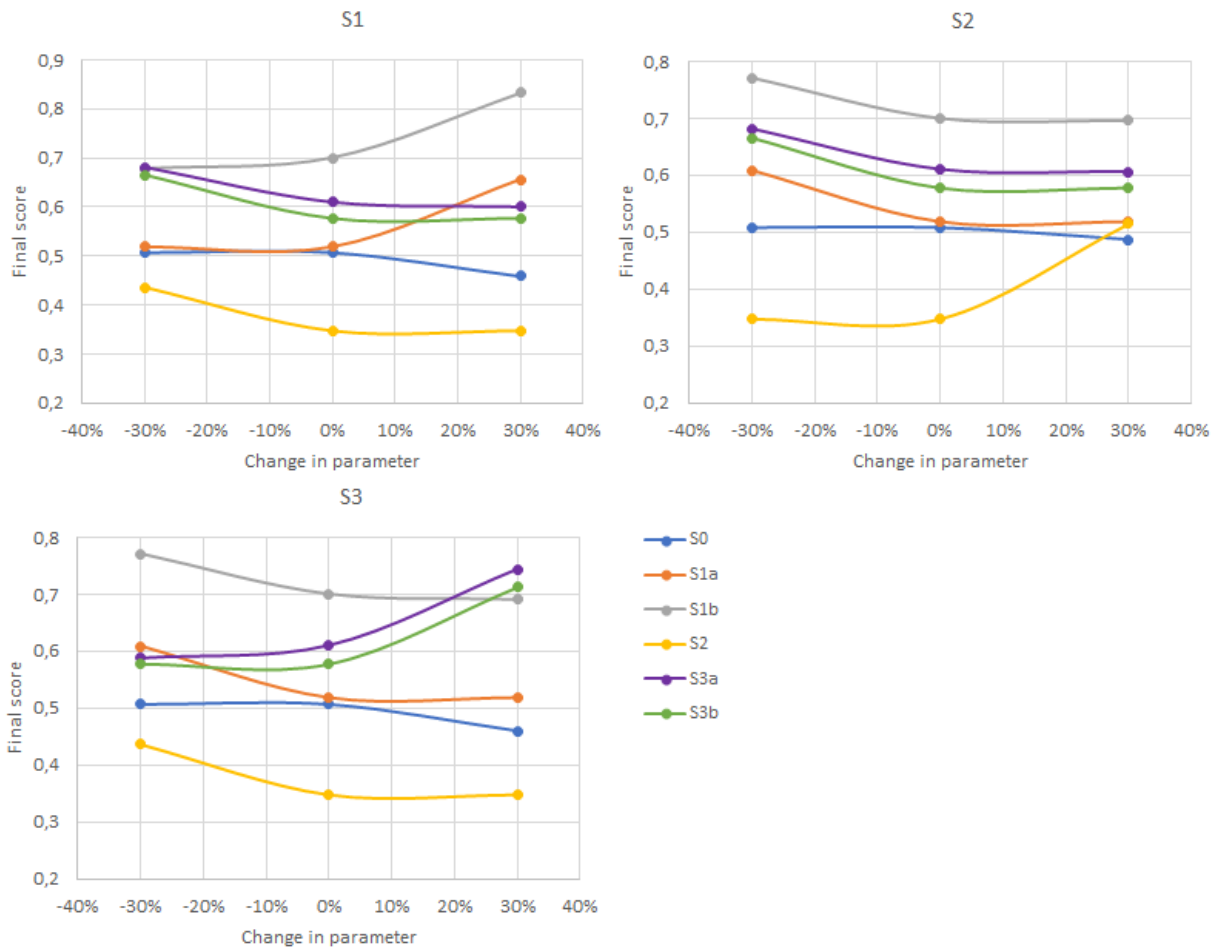 S1
0,9
0,8
0,7
0,6
0,5
0,4
0,3
0,2
Final score
-40% -30% -20% -10% 0% 10% 20% 30% 40%
Change in parameter
S2
0,8
0,7
0,6
0,5
0,4
0,3
0,2
Final score
-40% -30% -20% -10% 0% 10% 20% 30% 40%
Change in parameter
S3
0,8
0,7
0,6
0,5
0,4
0,3
0,2
Final score
-40% -30% -20% -10% 0% 10% 20% 30% 40%
Change in parameter
S0
S1a
S1b
S2
S3a
S3b